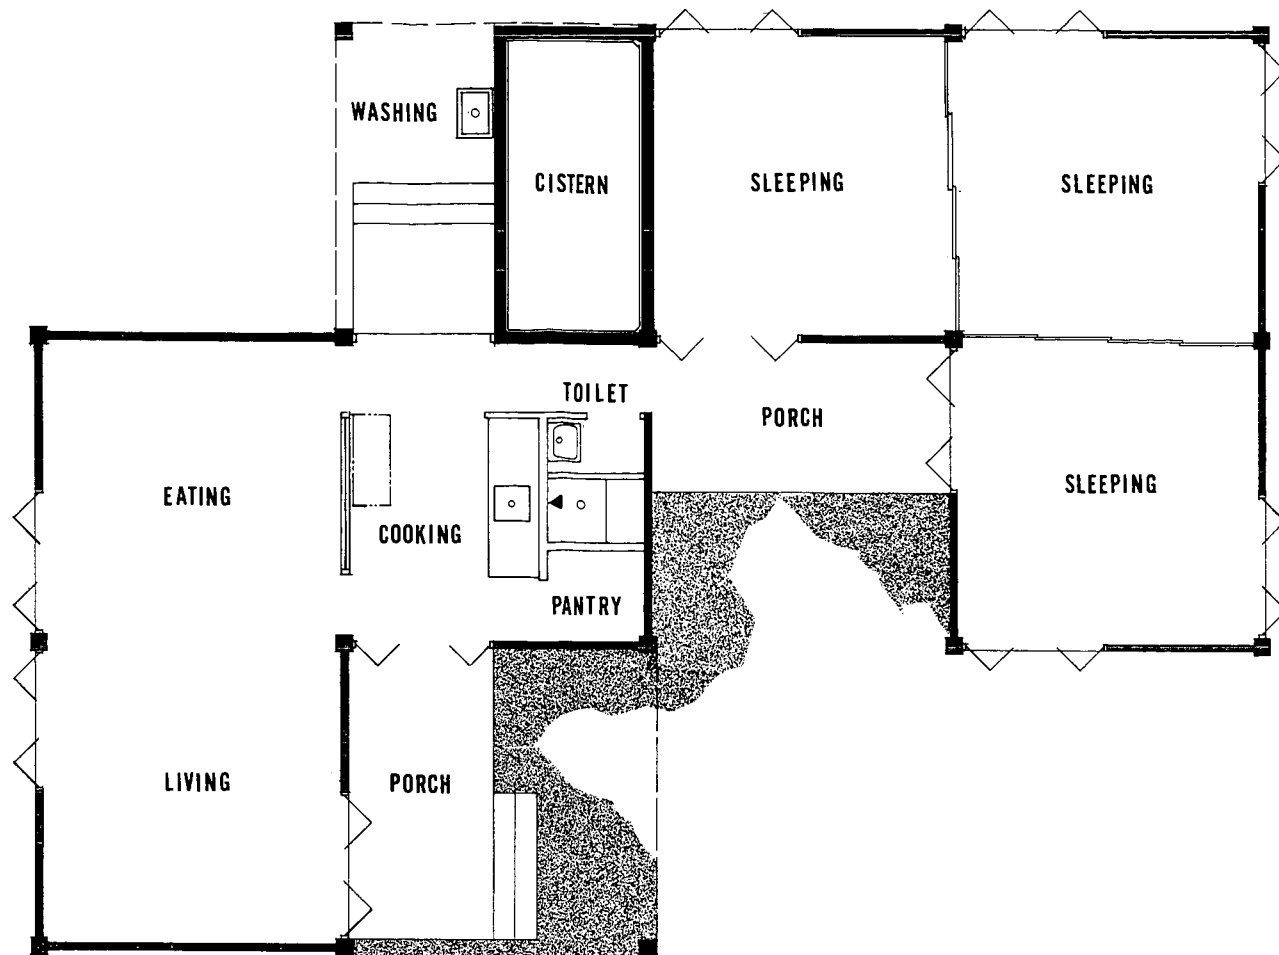 WASHING
CISTERN
SLEEPING
SLEEPING
TOILET
PORCH
EATING
COOKING
SLEEPING
PANTRY
LIVING
PORCH